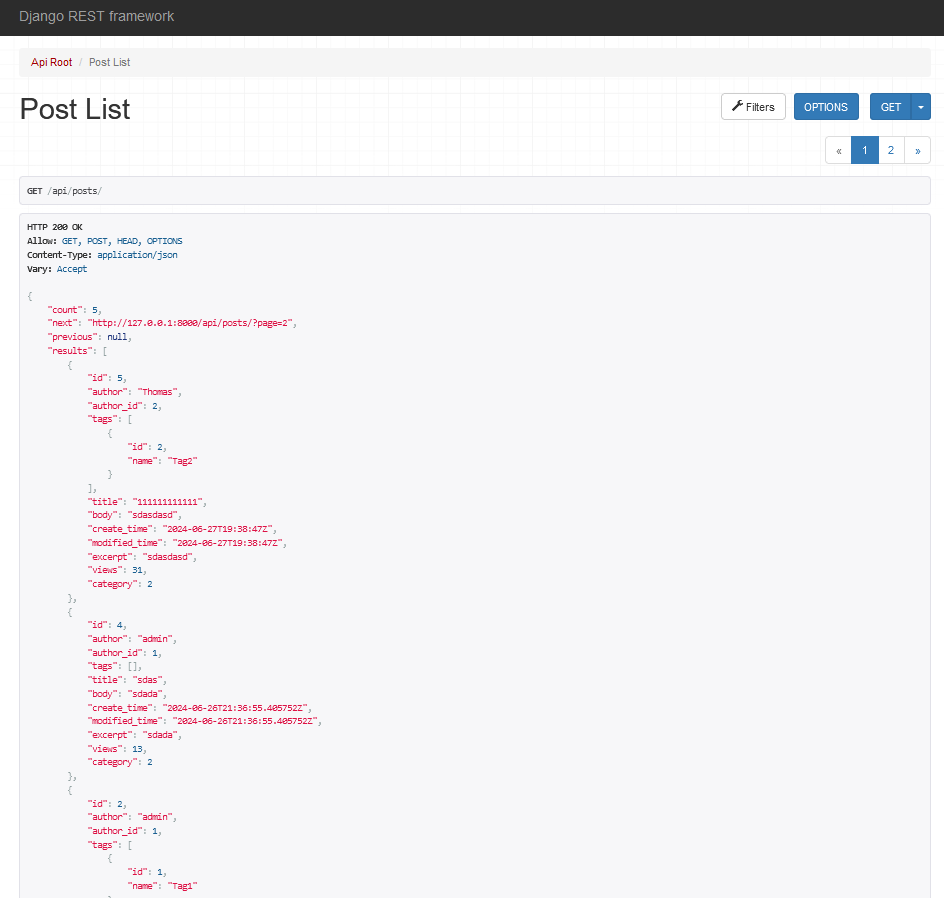 Django REST framework
Api Root / Post List
Post List
Filters
OPTIONS
GET
« 1 2 »
GET /api/posts/
HTTP 200 OK
Allow: GET, POST, HEAD, OPTIONS
Content-Type: application/json
Vary: Accept
{
    "count": 5,
    "next": "http://127.0.0.1:8000/api/posts/?page=2",
    "previous": null,
    "results": [
        {
            "id": 5,
            "author": "Thomas",
            "author_id": 2,
            "tags": [
                {
                    "id": 2,
                    "name": "Tag2"
                }
            ],
            "title": "111111111111",
            "body": "sdasdasd",
            "create_time": "2024-06-27T19:38:47Z",
            "modified_time": "2024-06-27T19:38:47Z",
            "excerpt": "sdasdasd",
            "views": 31,
            "category": 2
        },
        {
            "id": 4,
            "author": "admin",
            "author_id": 1,
            "tags": [],
            "title": "sdas",
            "body": "sdada",
            "create_time": "2024-06-26T21:36:55.405752Z",
            "modified_time": "2024-06-26T21:36:55.405752Z",
            "excerpt": "sdada",
            "views": 13,
            "category": 2
        },
        {
            "id": 2,
            "author": "admin",
            "author_id": 1,
            "tags": [
                {
                    "id": 1,
                    "name": "Tag1"